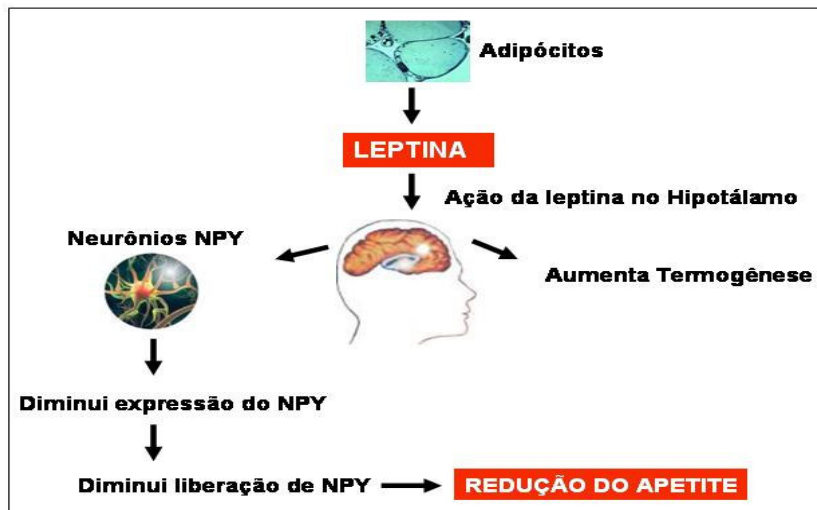 Adipócitos
LEPTINA
Ação da leptina no Hipotálamo
Neurônios NPY
Aumenta Termogênese
Diminui expressão do NPY
Diminui liberação de NPY
REDUÇÃO DO APETITE